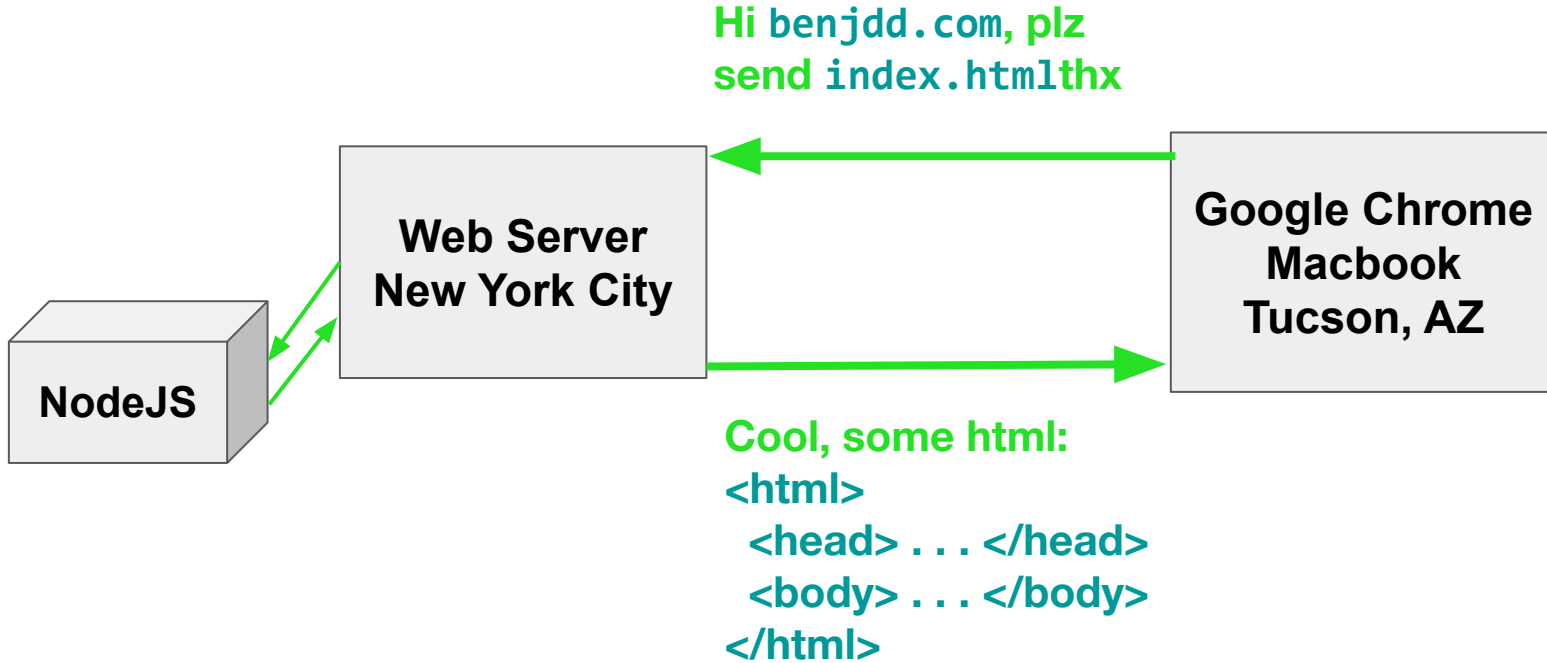 Hi benjdd.com, plz
send index.htmlthx
Web Server
New York City
Google Chrome
Macbook
Tucson, AZ
NodeJS
Cool, some html:
<html>
<head> . . . </head>
<body> . . . </body>
</html>